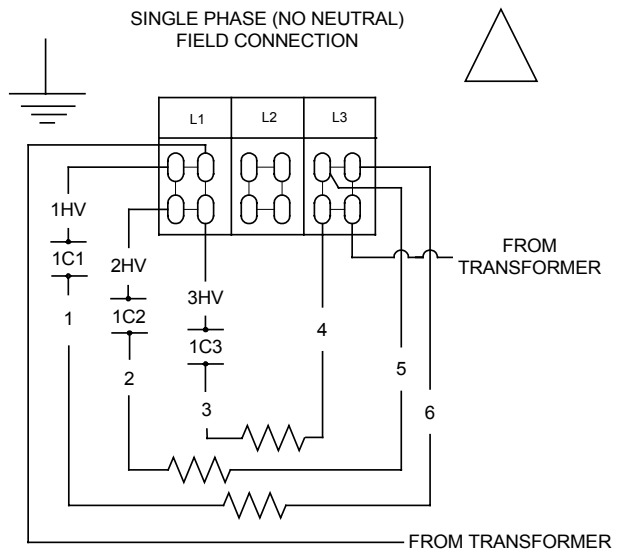 SINGLE PHASE (NO NEUTRAL)
FIELD CONNECTION
L1 L2 L3
1HV
1C1
2HV
1C2
3HV
1C3
FROM
TRANSFORMER
1
2
3
4
5
6
FROM TRANSFORMER